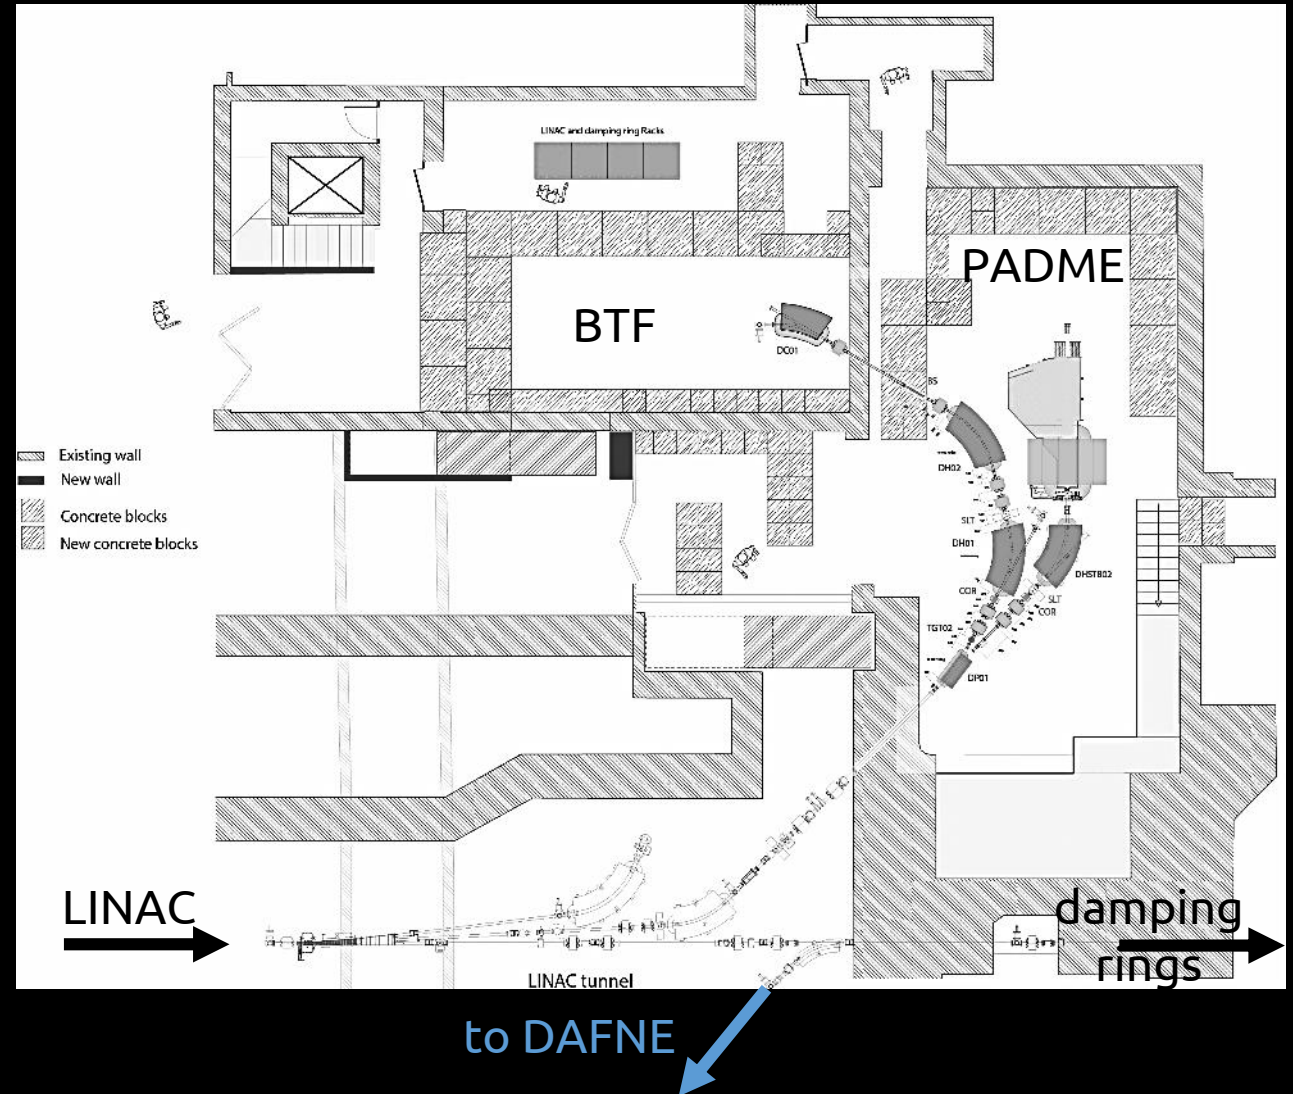 LINAC and damping ring Racks
PADME
BTF
DC01
BS
DH02
Existing wall
New wall
Concrete blocks
New concrete blocks
SLT
DH01
DHSTB02
COR
SLT
COR
TGT02
DP01
LINAC
damping
rings
LINAC tunnel
to DAFNE